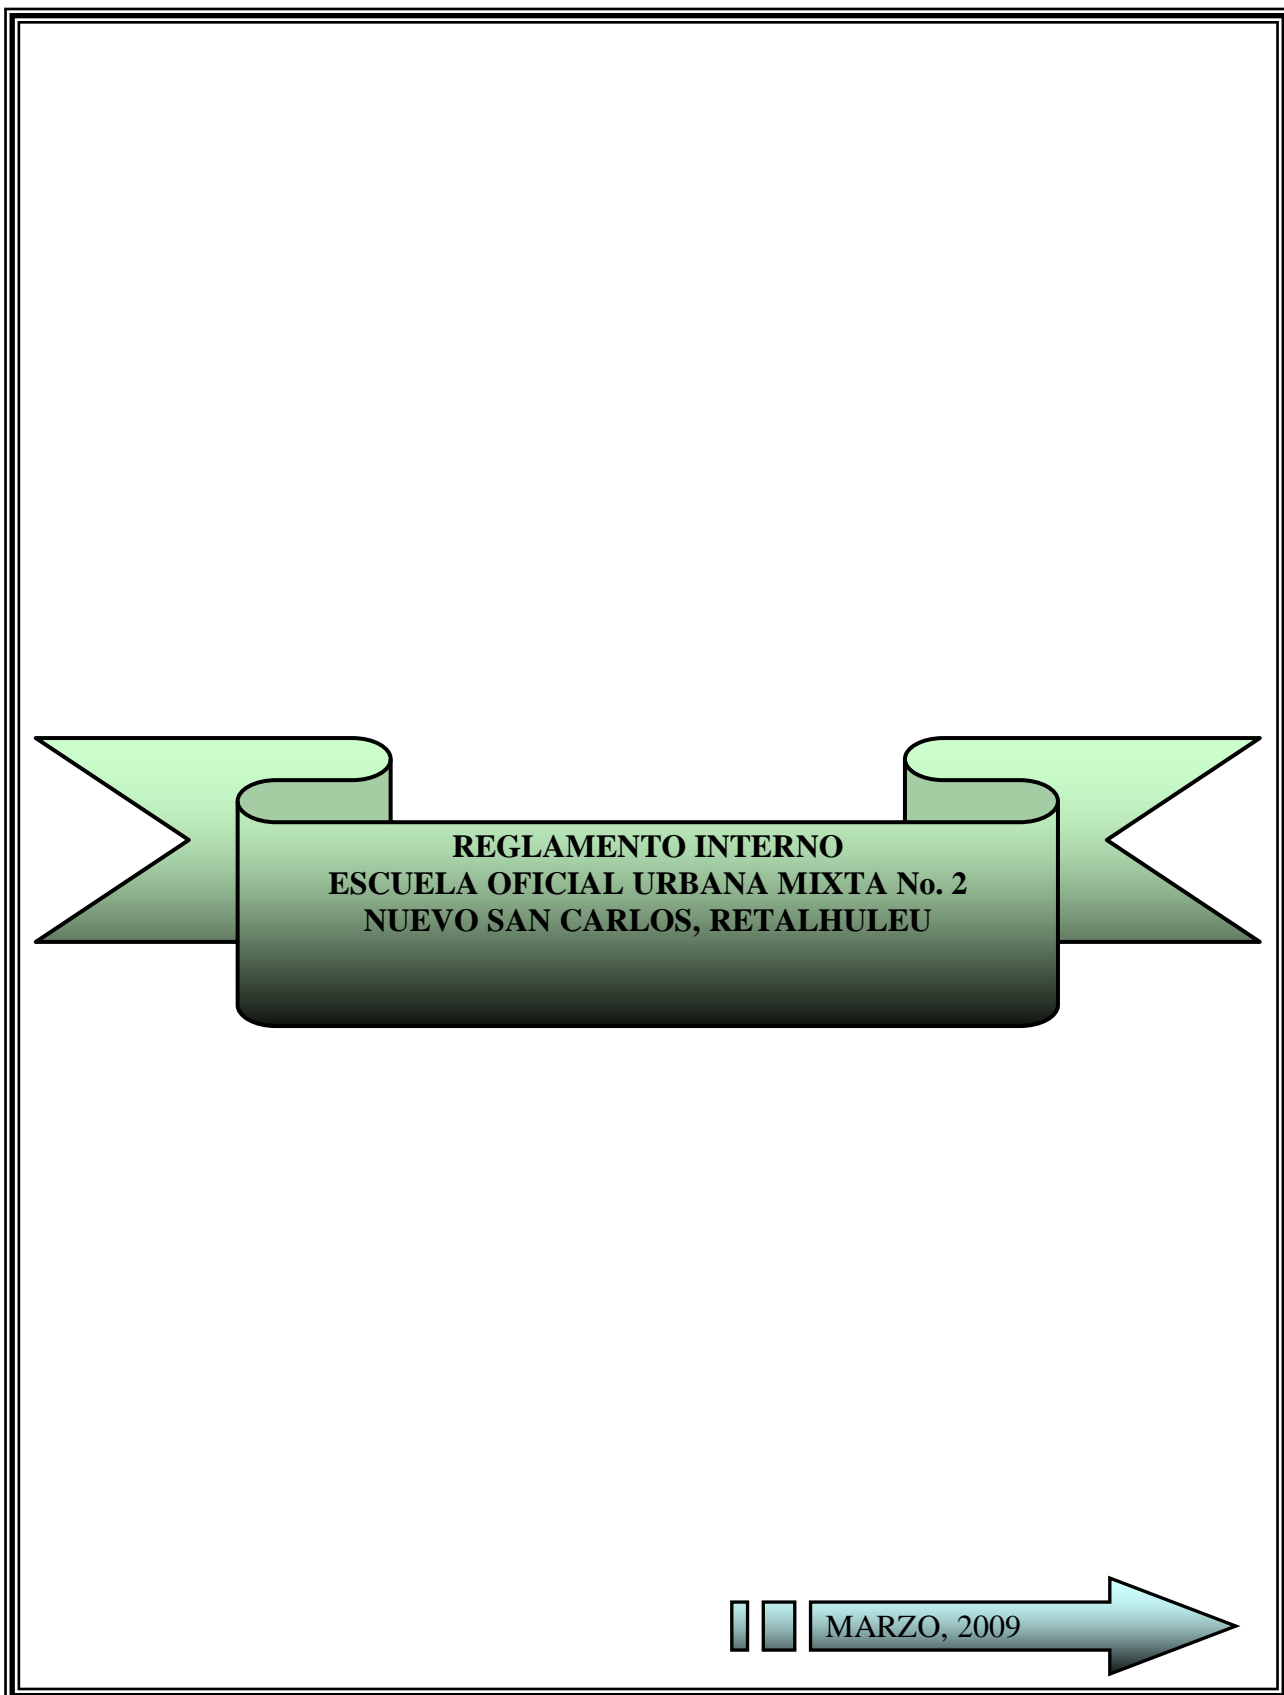 REGLAMENTO INTERNO
ESCUELA OFICIAL URBANA MIXTA No. 2
NUEVO SAN CARLOS, RETALHULEU
MARZO, 2009